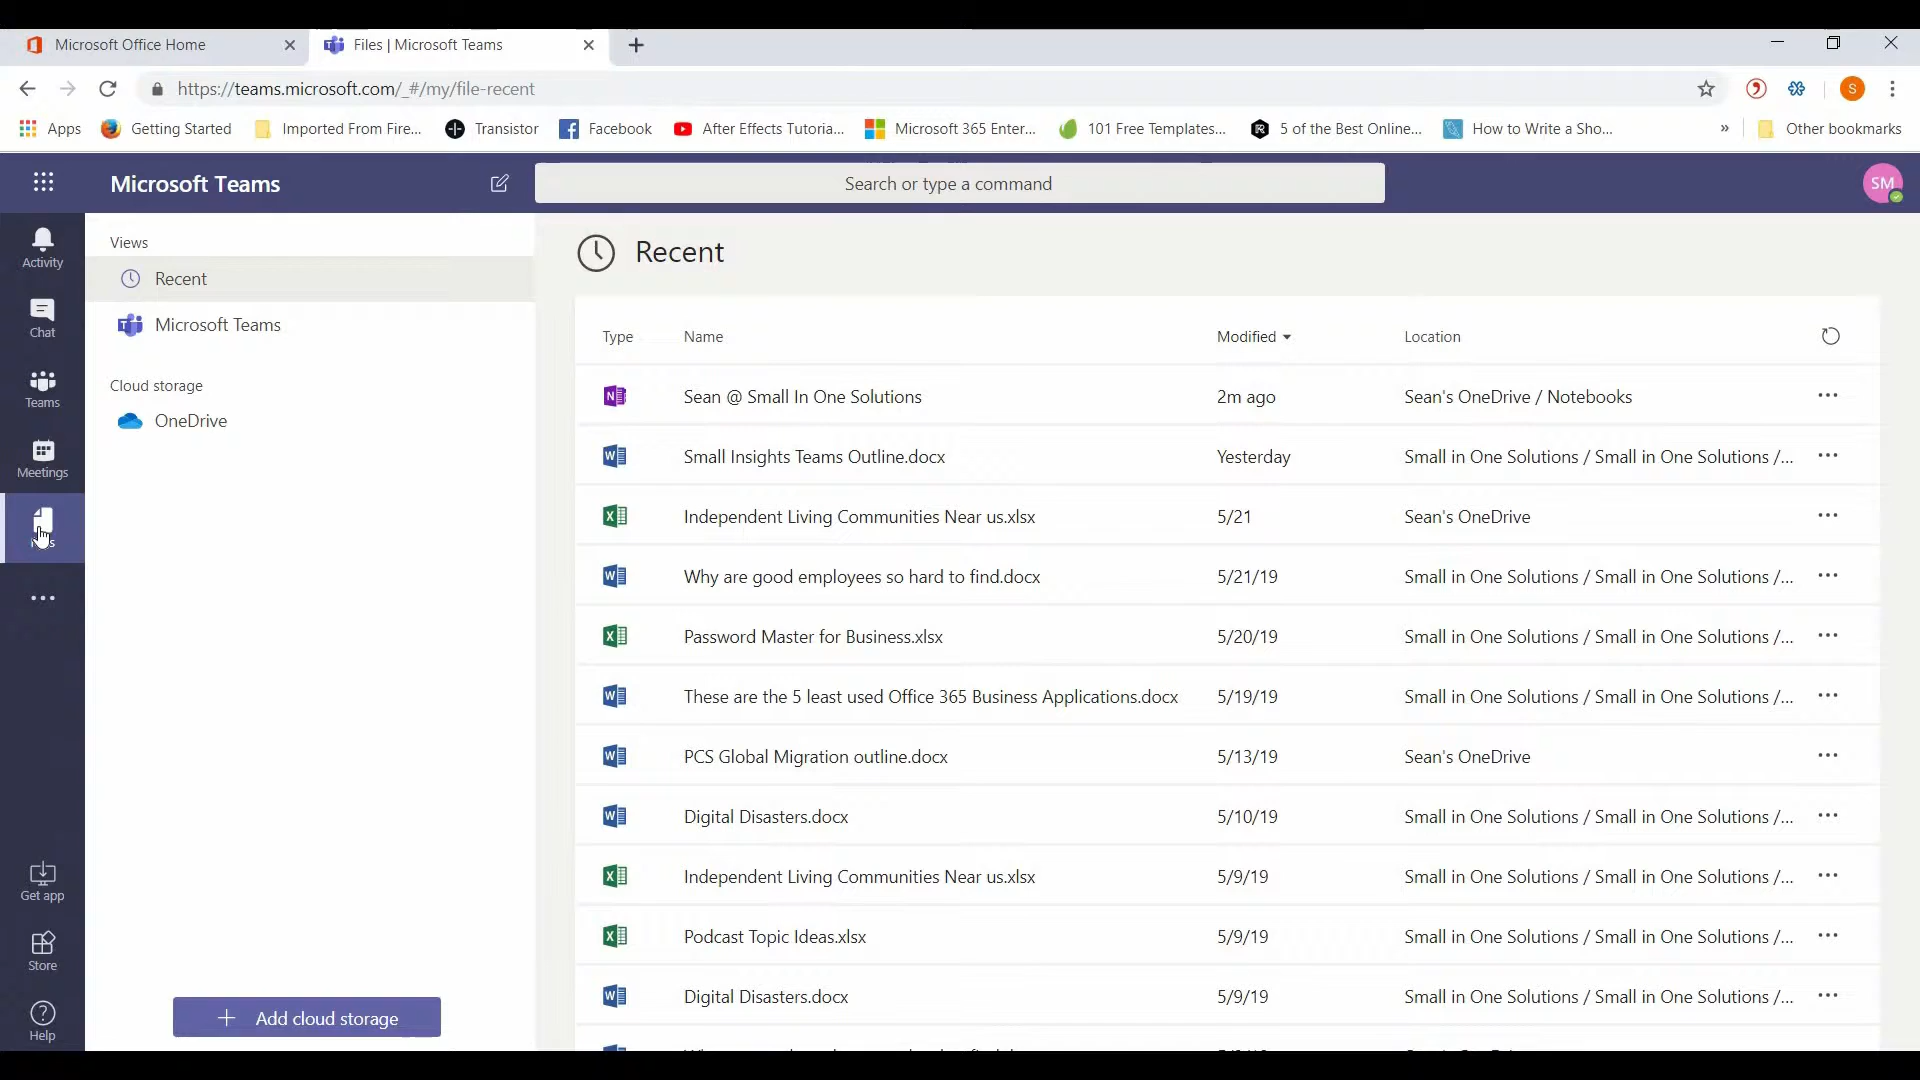 Microsoft Office Home
Files | Microsoft Teams
https://teams.microsoft.com/_#/my/file-recent
S
Apps
Getting Started
Imported From Fire...
Transistor
Facebook
After Effects Tutoria...
Microsoft 365 Enter...
101 Free Templates...
5 of the Best Online...
How to Write a Sho...
»
Other bookmarks
Microsoft Teams
Search or type a command
SM
Activity
Chat
Teams
Meetings
Get app
Store
Help
Views
Recent
Microsoft Teams
Cloud storage
OneDrive
+ Add cloud storage
Recent
Type Name Modified Location
Sean @ Small In One Solutions 2m ago Sean's OneDrive / Notebooks
Small Insights Teams Outline.docx Yesterday Small in One Solutions / Small in One Solutions /...
Independent Living Communities Near us.xlsx 5/21 Sean's OneDrive
Why are good employees so hard to find.docx 5/21/19 Small in One Solutions / Small in One Solutions /...
Password Master for Business.xlsx 5/20/19 Small in One Solutions / Small in One Solutions /...
These are the 5 least used Office 365 Business Applications.docx 5/19/19 Small in One Solutions / Small in One Solutions /...
PCS Global Migration outline.docx 5/13/19 Sean's OneDrive
Digital Disasters.docx 5/10/19 Small in One Solutions / Small in One Solutions /...
Independent Living Communities Near us.xlsx 5/9/19 Small in One Solutions / Small in One Solutions /...
Podcast Topic Ideas.xlsx 5/9/19 Small in One Solutions / Small in One Solutions /...
Digital Disasters.docx 5/9/19 Small in One Solutions / Small in One Solutions /...